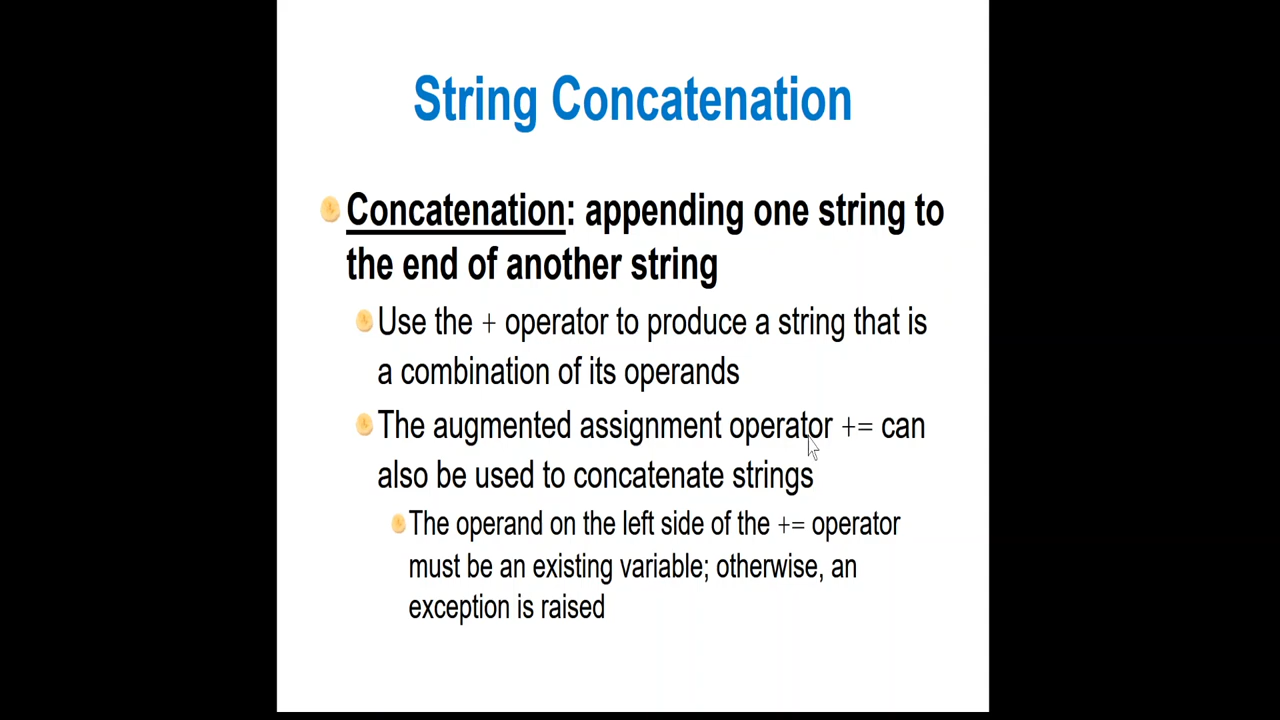 String Concatenation
Concatenation: appending one string to
the end of another string
Use the + operator to produce a string that is
a combination of its operands
The augmented assignment operator += can
also be used to concatenate strings
The operand on the left side of the += operator
must be an existing variable; otherwise, an
exception is raised